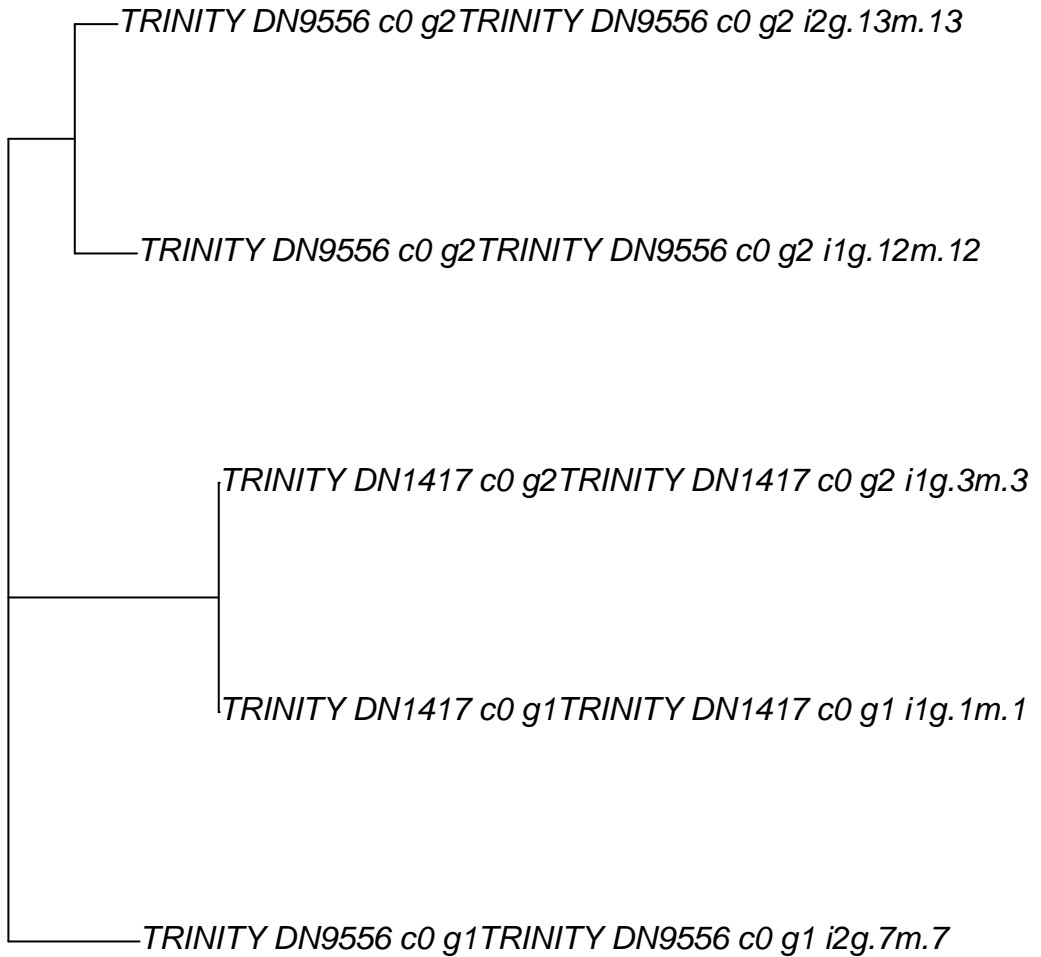 TRINITY DN9556 c0 g2TRINITY DN9556 c0 g2 i2g.13m.13
TRINITY DN9556 c0 g2TRINITY DN9556 c0 g2 i1g.12m.12
TRINITY DN1417 c0 g2TRINITY DN1417 c0 g2 i1g.3m.3
TRINITY DN1417 c0 g1TRINITY DN1417 c0 g1 i1g.1m.1
TRINITY DN9556 c0 g1TRINITY DN9556 c0 g1 i2g.7m.7